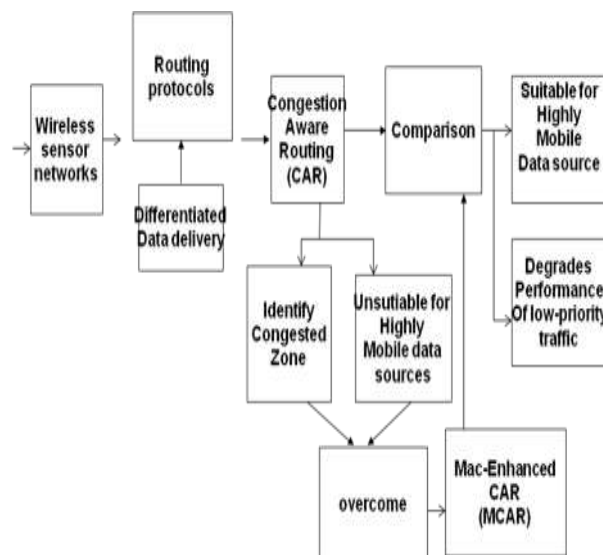 Wireless
sensor
networks
Routing
protocols
Differentiated
Data delivery
Congestion
Aware
Routing
(CAR)
Comparison
Suitable for
Highly
Mobile
Data source
Degrades
Performance
Of low-priority
traffic
Identify
Congested
Zone
Unsutiable for
Highly
Mobile data
sources
overcome
Mac-Enhanced
CAR
(MCAR)